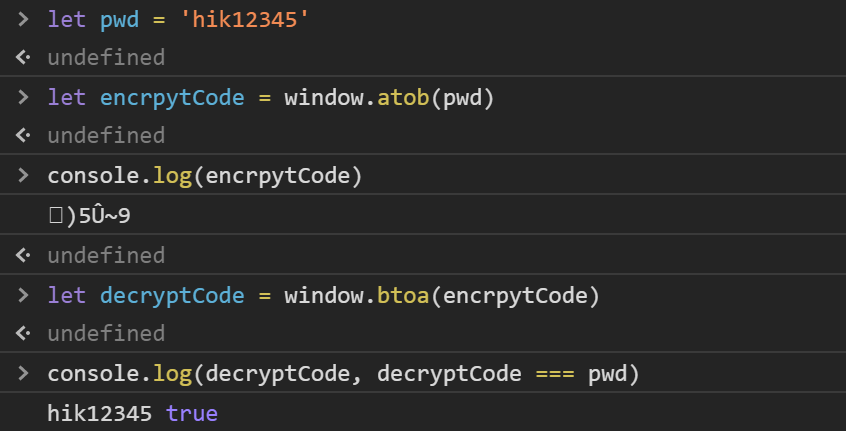 > let pwd = 'hik12345'
<· undefined
> let encrpytCode = window.atob(pwd)
<· undefined
> console.log(encrpytCode)
□)5Û~9
<· undefined
> let decryptCode = window.btoa(encrpytCode)
<· undefined
> console.log(decryptCode, decryptCode === pwd)
hik12345 true